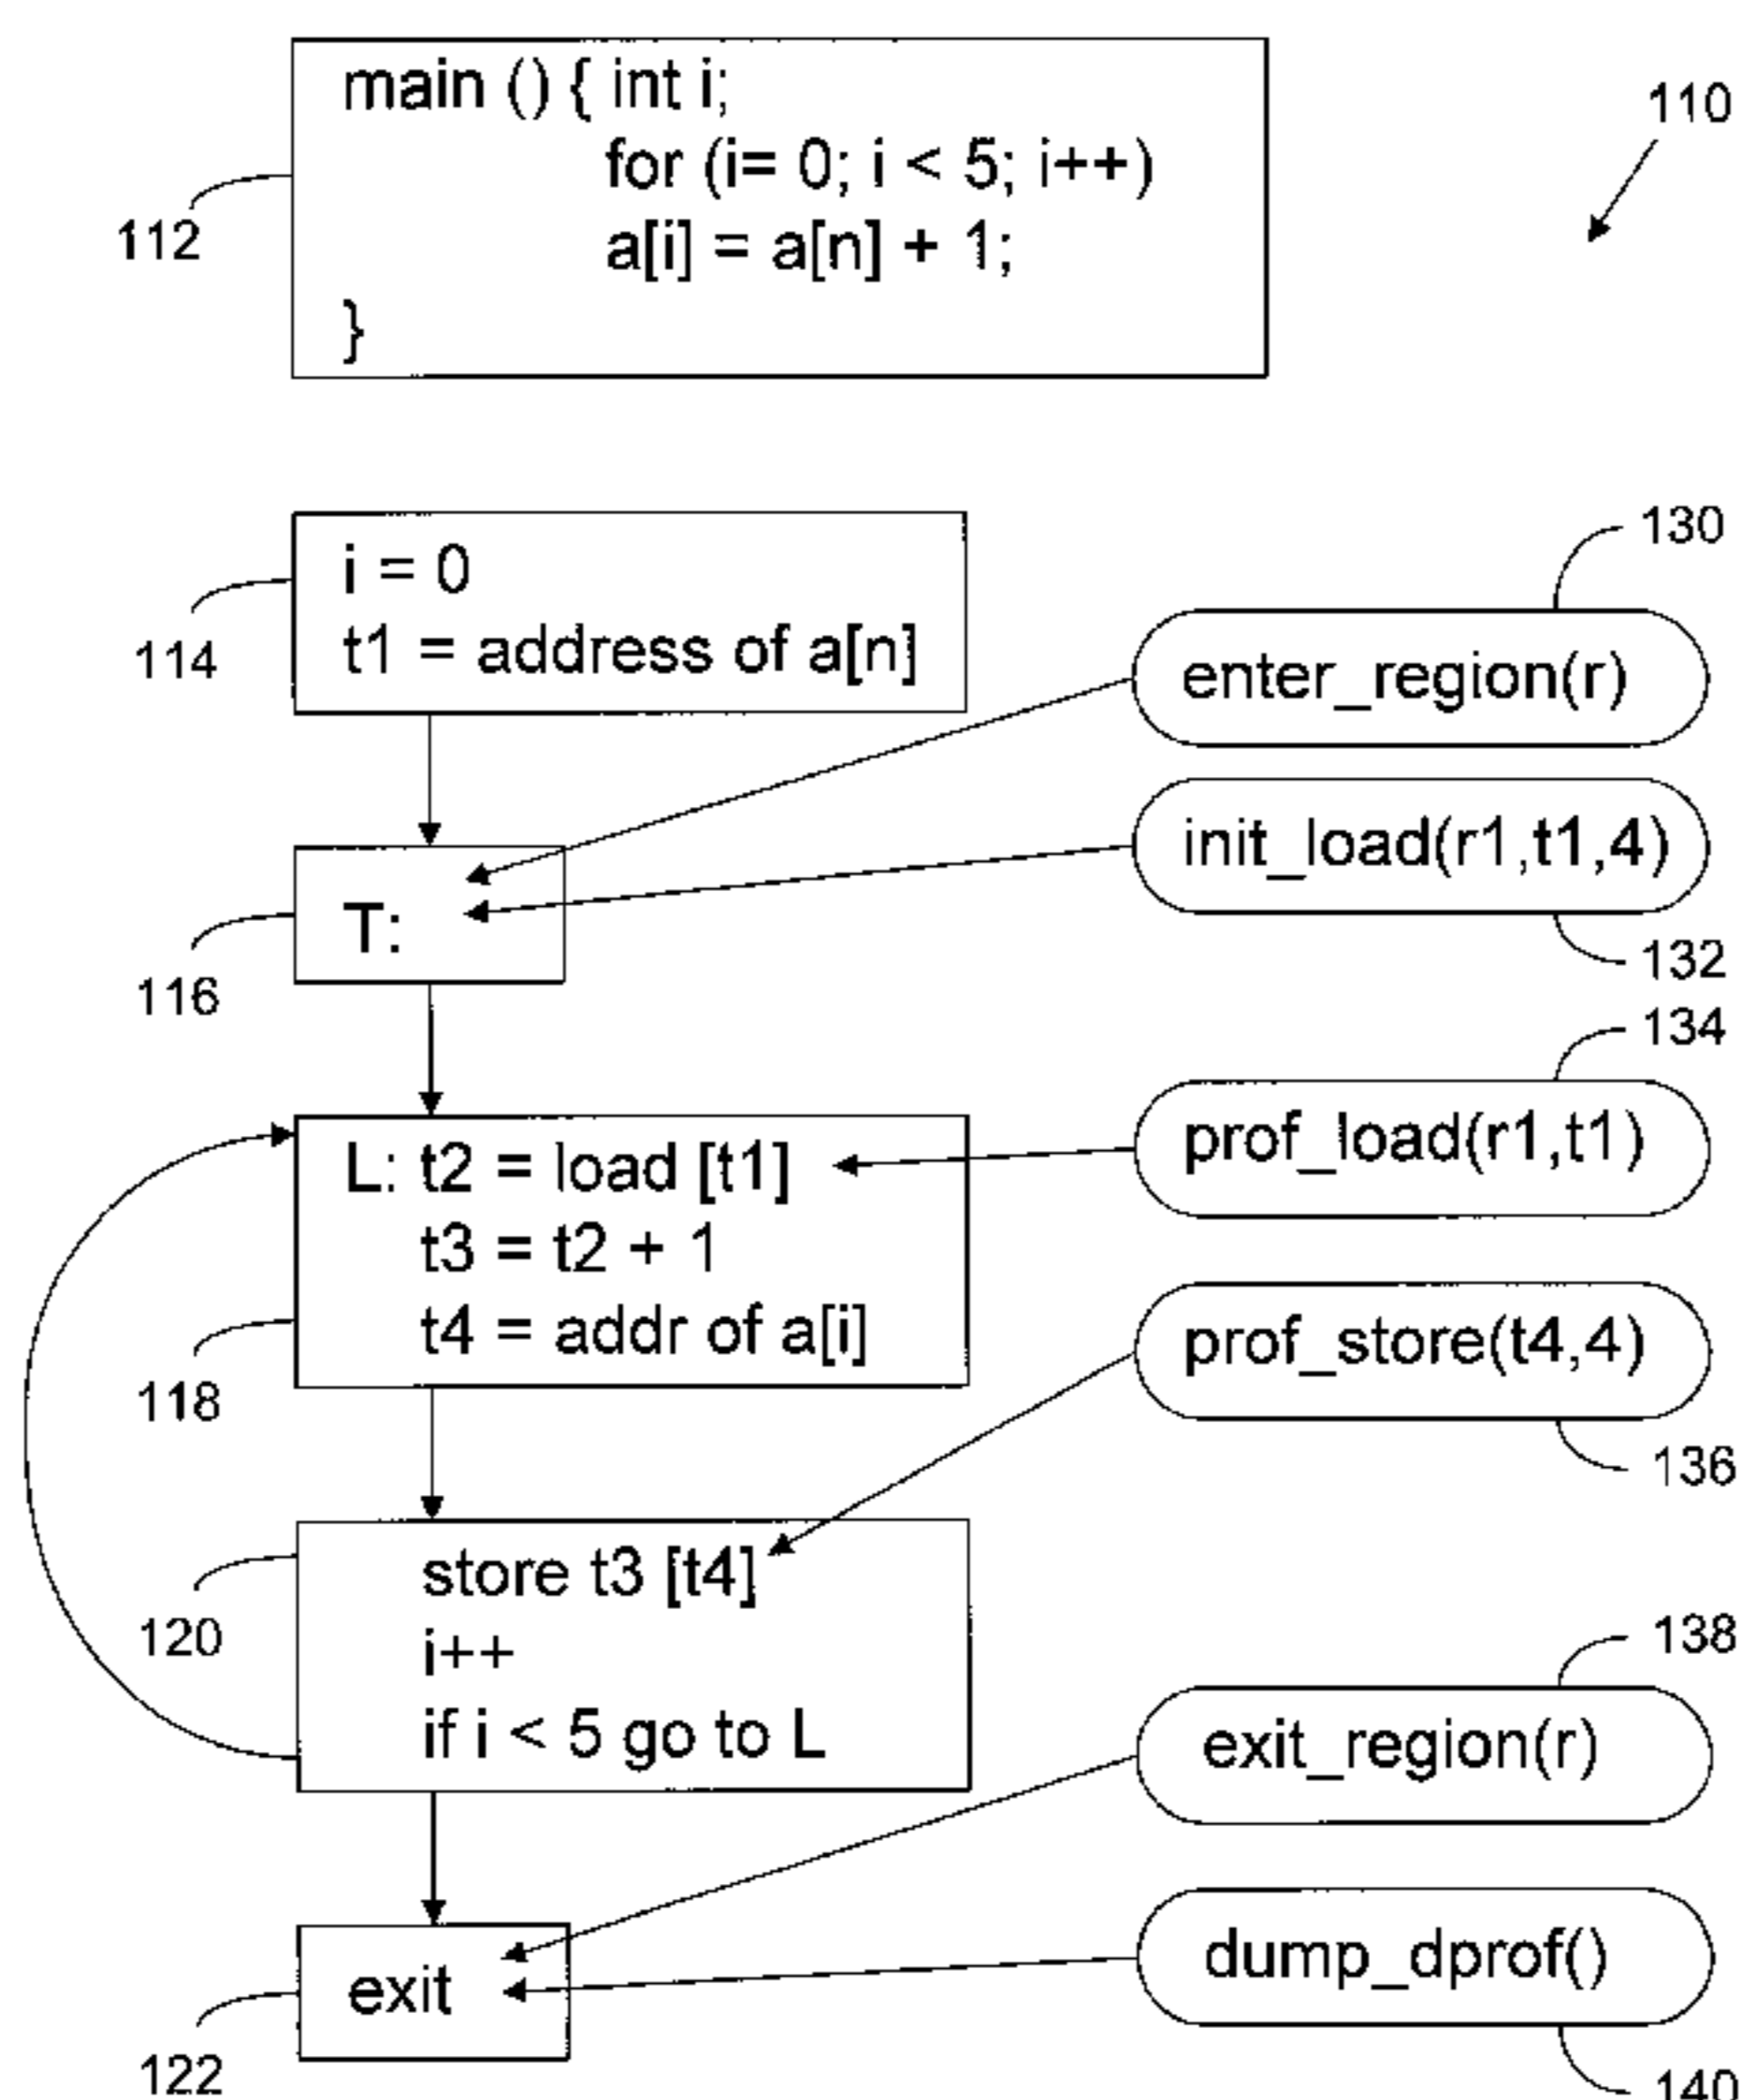 main () { int i;
for (i= 0; i < 5; i++)
a[i] = a[n] + 1;
}
110
112
i = 0
t1 = address of a[n]
114
130
enter_region(r)
init_load(r1,t1,4)
132
T:
116
134
prof_load(r1,t1)
L: t2 = load [t1]
t3 = t2 + 1
t4 = addr of a[i]
118
prof_store(t4,4)
136
store t3 [t4]
i++
if i < 5 go to L
120
138
exit_region(r)
dump_dprof()
exit
122
140